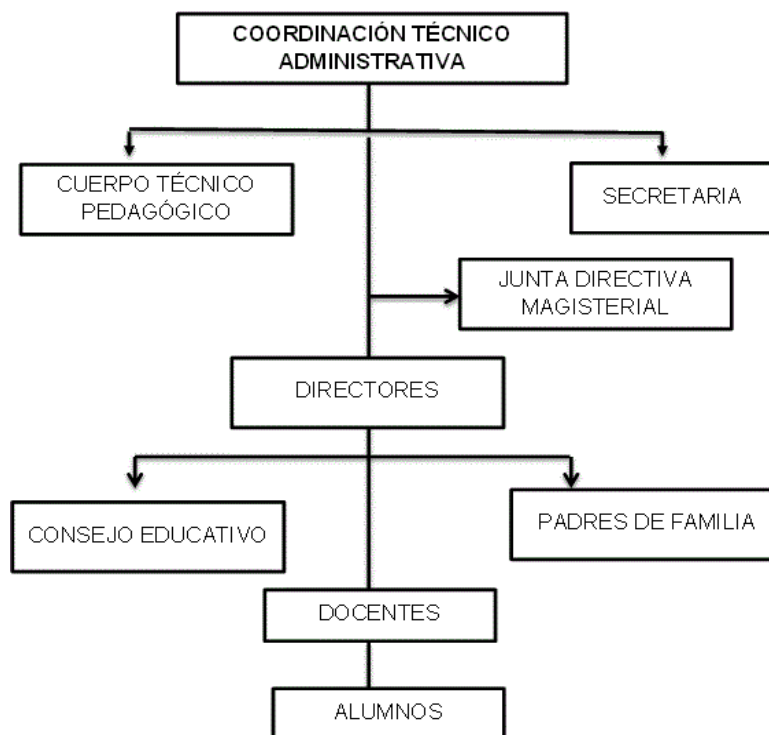 COORDINACIÓN TÉCNICO
ADMINISTRATIVA
CUERPO TÉCNICO
PEDAGÓGICO
SECRETARIA
JUNTA DIRECTIVA
MAGISTERIAL
DIRECTORES
CONSEJO EDUCATIVO
PADRES DE FAMILIA
DOCENTES
ALUMNOS